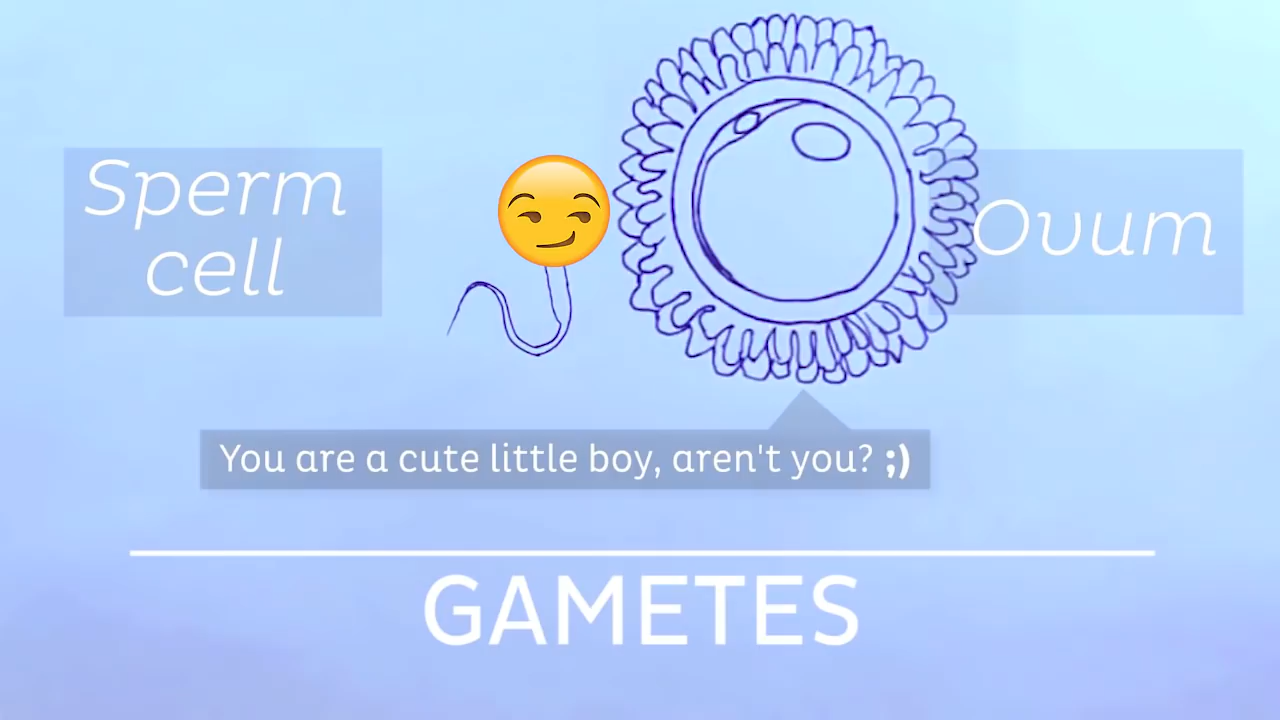 Sperm
cell
Ovum
You are a cute little boy, aren't you? ;)
GAMETES